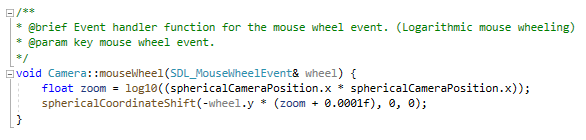 /**
* @brief Event handler function for the mouse wheel event. (Logarithmic mouse wheeling)
* @param key mouse wheel event.
*/
void Camera::mouseWheel(SDL_MouseWheelEvent& wheel) {
    float zoom = log10((sphericalCameraPosition.x * sphericalCameraPosition.x));
    sphericalCoordinateShift(-wheel.y * (zoom + 0.0001f), 0, 0);
}